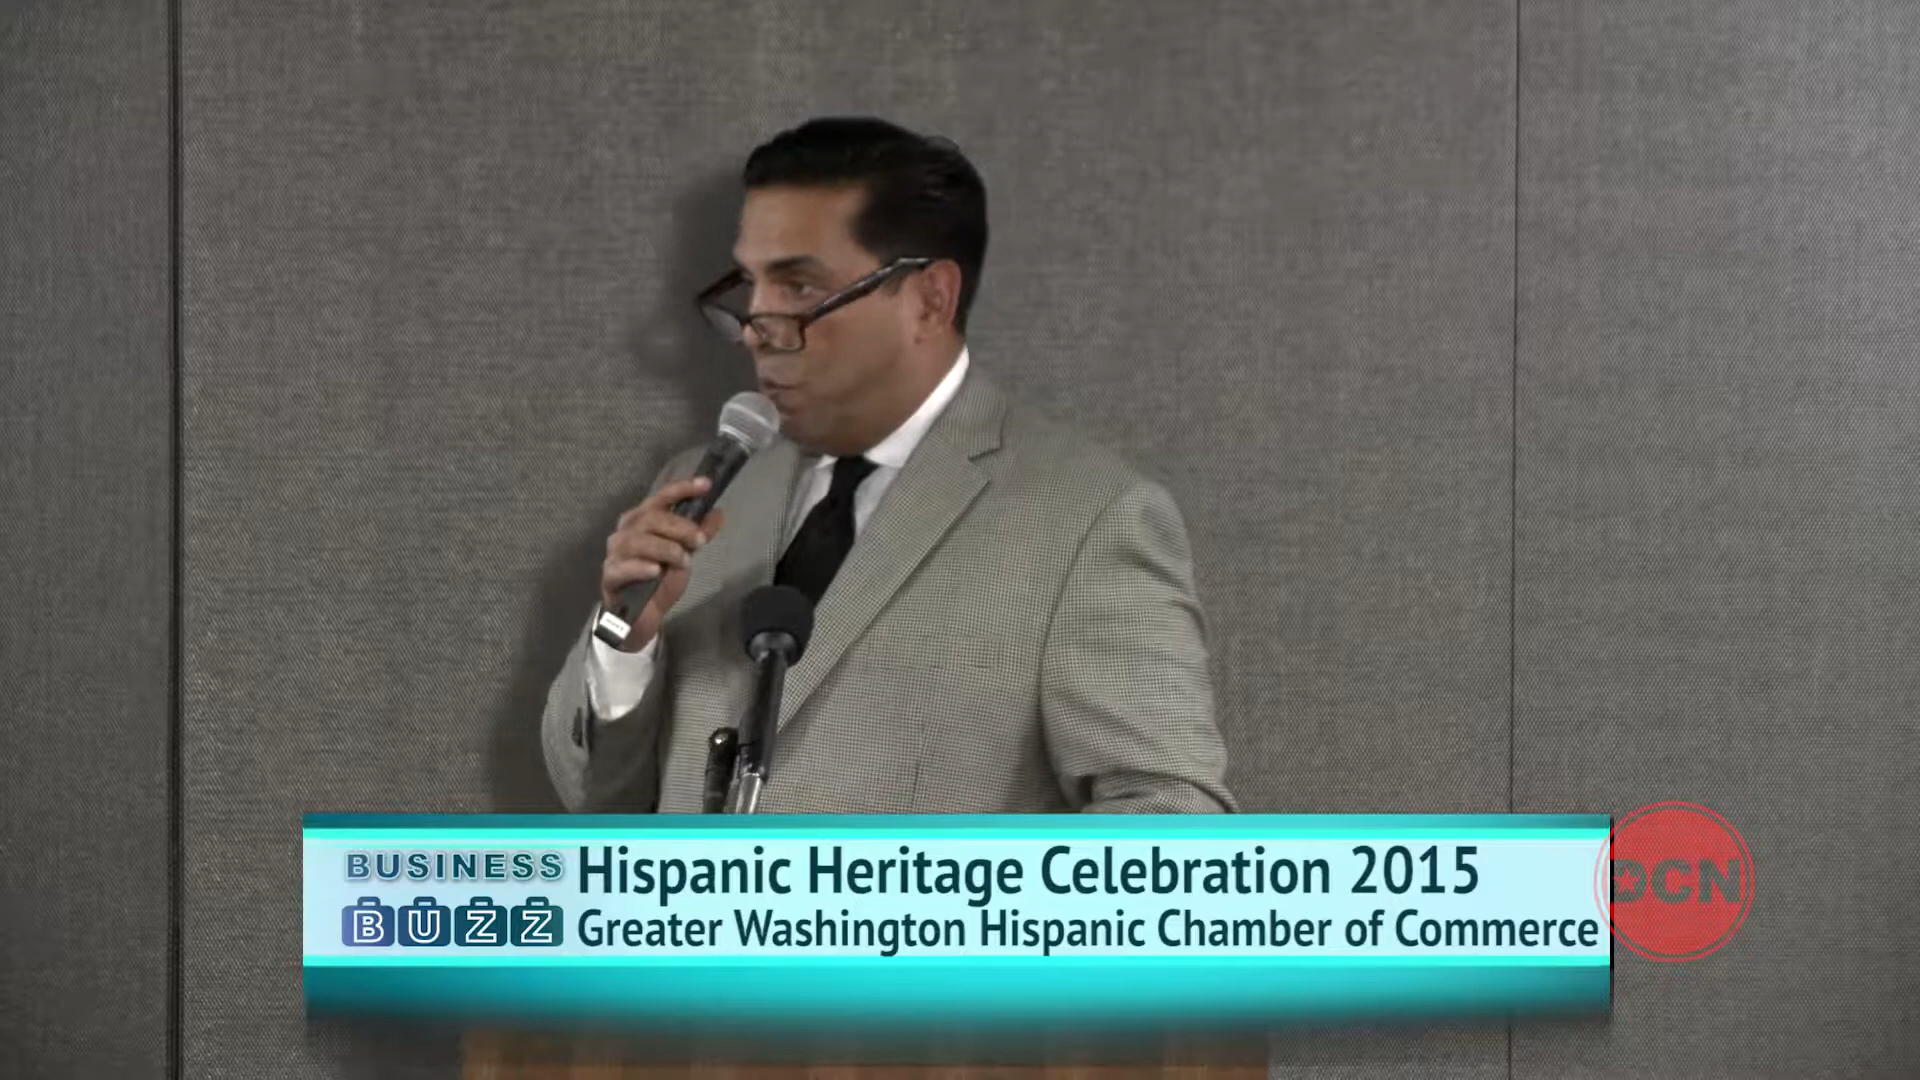 BUSINESS
BUZZ
Hispanic Heritage Celebration 2015
Greater Washington Hispanic Chamber of Commerce
DCN